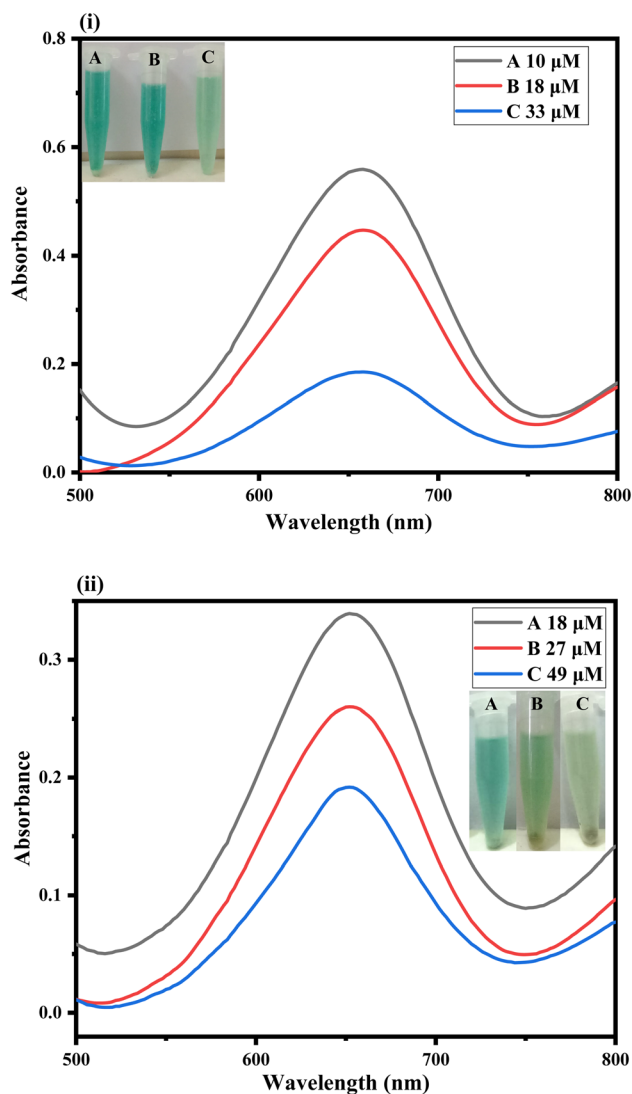 (i)
0.8
0.6
0.4
0.2
0.0
Absorbance
A B C
A 10 μM
B 18 μM
C 33 μM
500 600 700 800
Wavelength (nm)
(ii)
0.3
0.2
0.1
0.0
Absorbance
A 18 μM
B 27 μM
C 49 μM
A B C
500 600 700 800
Wavelength (nm)